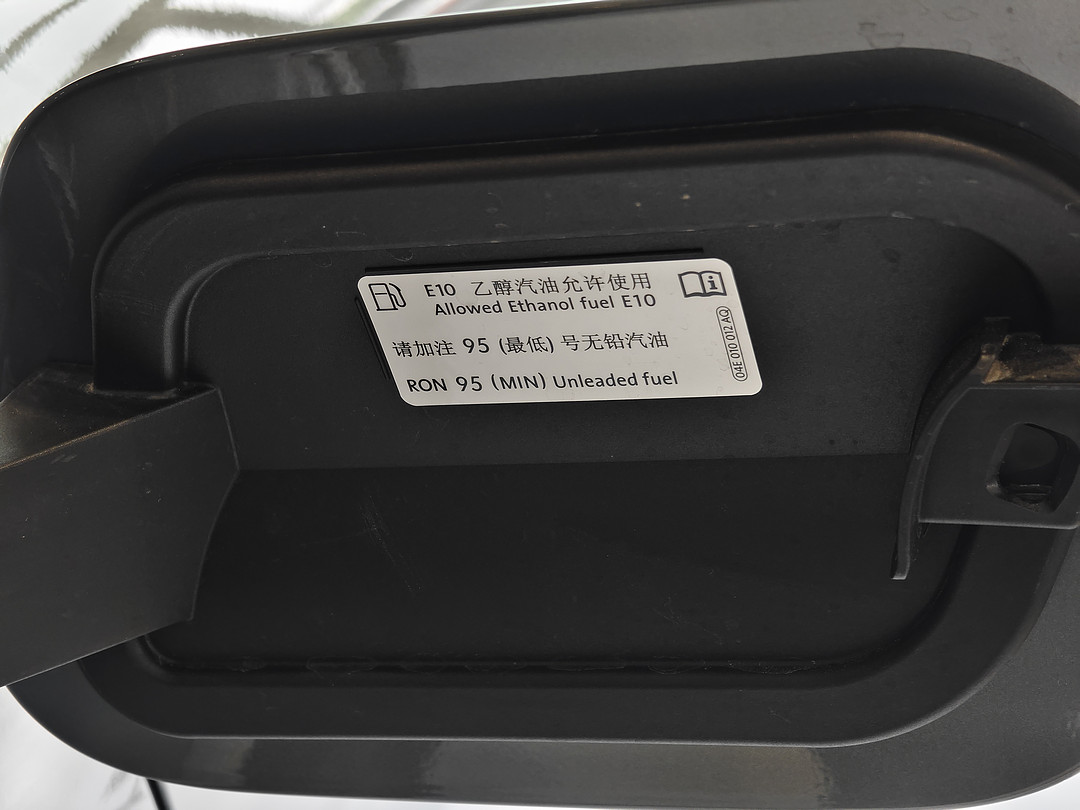 E10 乙醇汽油允许使用
Allowed Ethanol fuel E10
请加注 95 (最低) 号无铅汽油
RON 95 (MIN) Unleaded fuel
04E 010 012 AQ